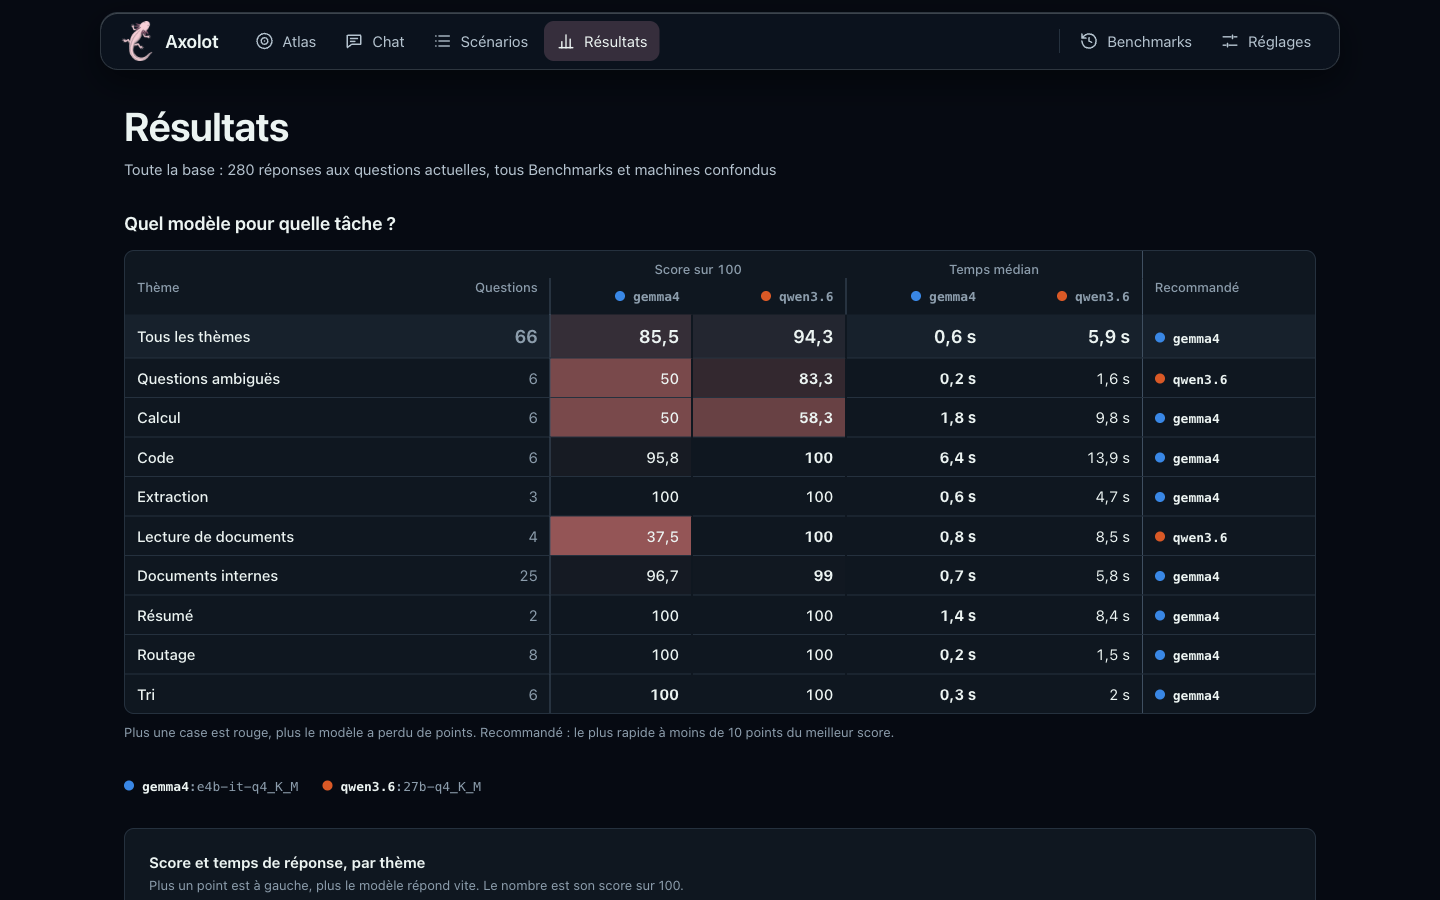 Axolot Atlas Chat Scénarios Résultats Benchmarks Réglages
Résultats
Toute la base : 280 réponses aux questions actuelles, tous Benchmarks et machines confondus
Quel modèle pour quelle tâche ?
Score sur 100 Temps médian
Thème Questions Recommandé
gemma4 qwen3.6 gemma4 qwen3.6
Tous les thèmes 66 85,5 94,3 0,6 s 5,9 s gemma4
Questions ambiguës 6 50 83,3 0,2 s 1,6 s qwen3.6
Calcul 6 50 58,3 1,8 s 9,8 s gemma4
Code 6 95,8 100 6,4 s 13,9 s gemma4
Extraction 3 100 100 0,6 s 4,7 s gemma4
Lecture de documents 4 37,5 100 0,8 s 8,5 s qwen3.6
Documents internes 25 96,7 99 0,7 s 5,8 s gemma4
Résumé 2 100 100 1,4 s 8,4 s gemma4
Routage 8 100 100 0,2 s 1,5 s gemma4
Tri 6 100 100 0,3 s 2 s gemma4
Plus une case est rouge, plus le modèle a perdu de points. Recommandé : le plus rapide à moins de 10 points du meilleur score.
gemma4:e4b-it-q4_K_M qwen3.6:27b-q4_K_M
Score et temps de réponse, par thème
Plus un point est à gauche, plus le modèle répond vite. Le nombre est son score sur 100.